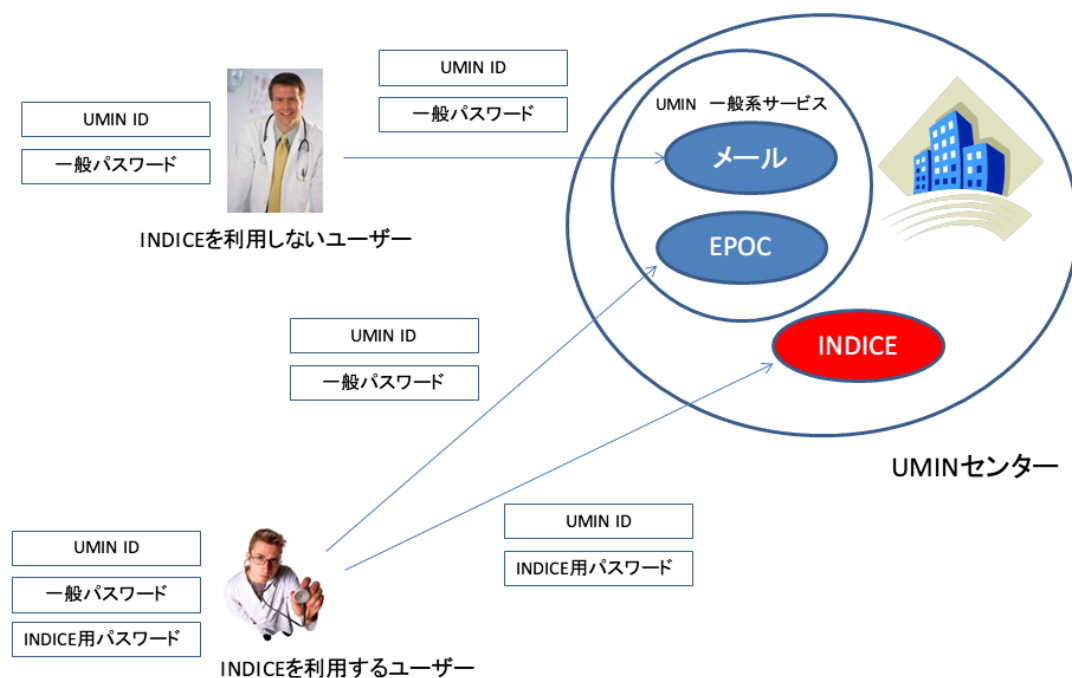 UMIN ID
一般パスワード
UMIN ID
一般パスワード
INDICEを利用しないユーザー
UMIN 一般系サービス
メール
EPOC
INDICE
UMINセンター
UMIN ID
一般パスワード
UMIN ID
INDICE用パスワード
UMIN ID
一般パスワード
INDICE用パスワード
INDICEを利用するユーザー